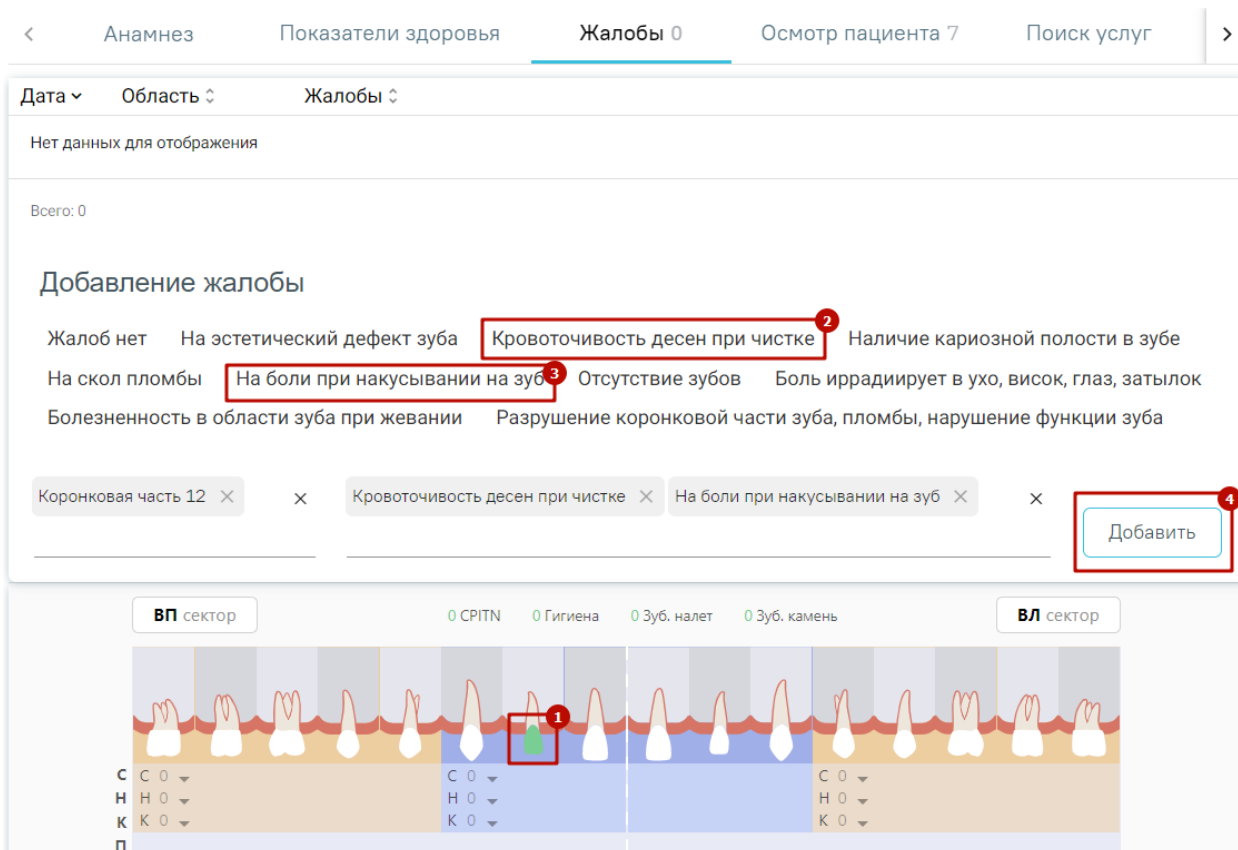 Анамнез Показатели здоровья Жалобы 0 Осмотр пациента 7 Поиск услуг
Дата Область Жалобы
Нет данных для отображения
Всего: 0
Добавление жалобы
2
Жалоб нет На эстетический дефект зуба Кровоточивость десен при чистке Наличие кариозной полости в зубе
На скол пломбы На боли при накусывании на зуб 3 Отсутствие зубов Боль иррадиирует в ухо, висок, глаз, затылок
Болезненность в области зуба при жевании Разрушение коронковой части зуба, пломбы, нарушение функции зуба
Коронковая часть 12 × × Кровоточивость десен при чистке × На боли при накусывании на зуб × × 4
Добавить
ВП сектор 0 CPITN 0 Гигиена 0 Зуб. налет 0 Зуб. камень ВЛ сектор
1
С С 0 С 0 С 0
Н Н 0 Н 0 Н 0
К К 0 К 0 К 0
П